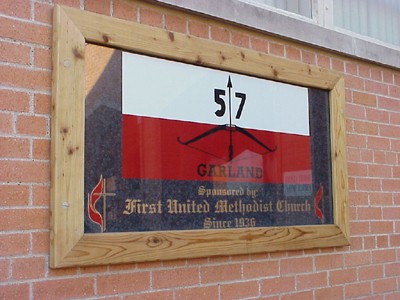 57
GARLAND
Sponsored by:
First United Methodist Church
Since 1936